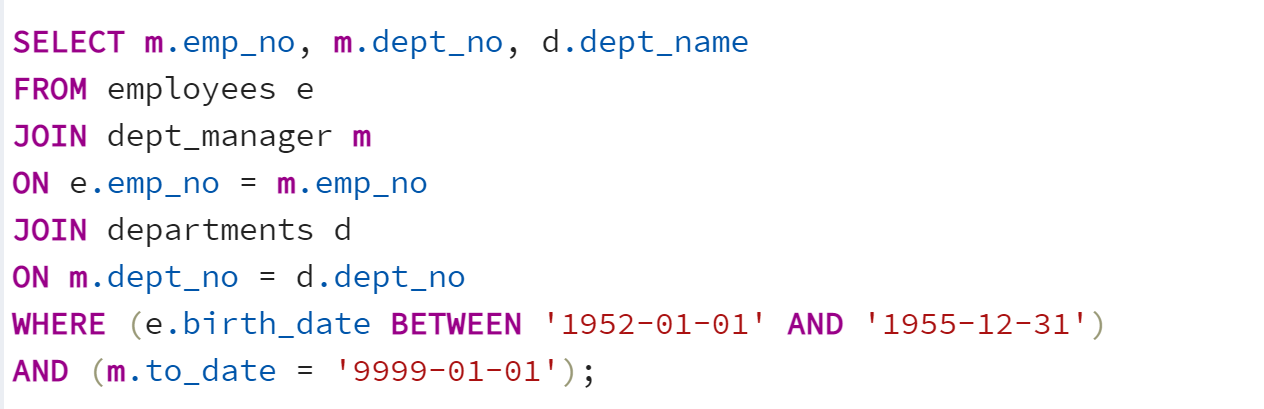 SELECT m.emp_no, m.dept_no, d.dept_name
FROM employees e
JOIN dept_manager m
ON e.emp_no = m.emp_no
JOIN departments d
ON m.dept_no = d.dept_no
WHERE (e.birth_date BETWEEN '1952-01-01' AND '1955-12-31')
AND (m.to_date = '9999-01-01');